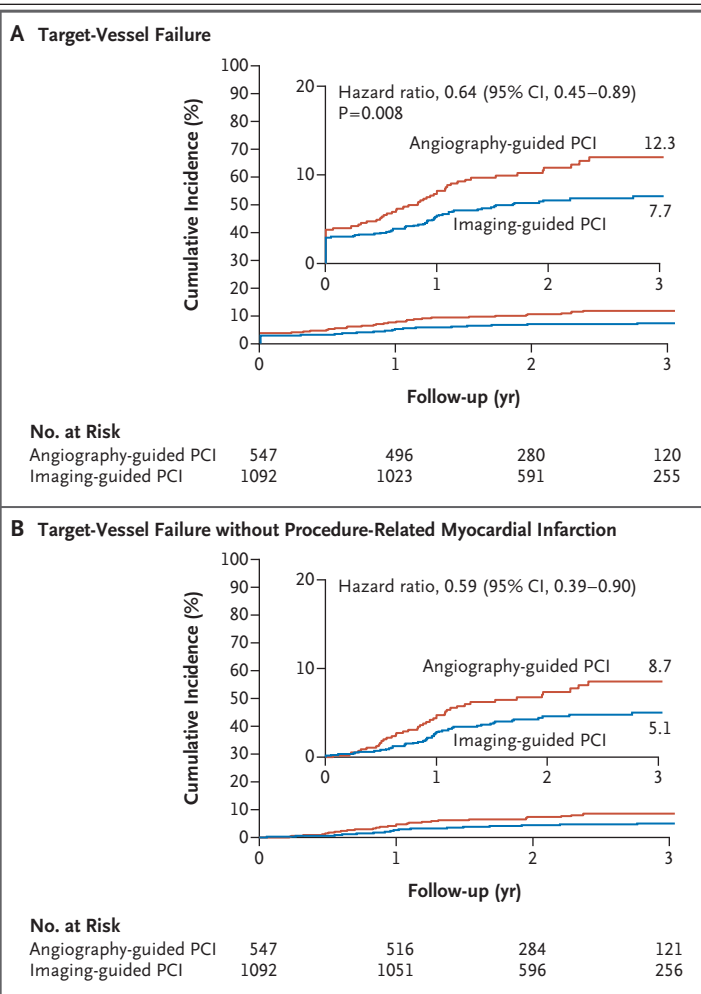 A Target-Vessel Failure
Cumulative Incidence (%)
100
90
80
70
60
50
40
30
20
10
0
20
10
0
Hazard ratio, 0.64 (95% CI, 0.45–0.89)
P=0.008
Angiography-guided PCI 12.3
Imaging-guided PCI 7.7
0 1 2 3
0 1 2 3
Follow-up (yr)
No. at Risk
Angiography-guided PCI 547 496 280 120
Imaging-guided PCI 1092 1023 591 255
B Target-Vessel Failure without Procedure-Related Myocardial Infarction
Cumulative Incidence (%)
100
90
80
70
60
50
40
30
20
10
0
20
10
0
Hazard ratio, 0.59 (95% CI, 0.39–0.90)
Angiography-guided PCI 8.7
Imaging-guided PCI 5.1
0 1 2 3
0 1 2 3
Follow-up (yr)
No. at Risk
Angiography-guided PCI 547 516 284 121
Imaging-guided PCI 1092 1051 596 256